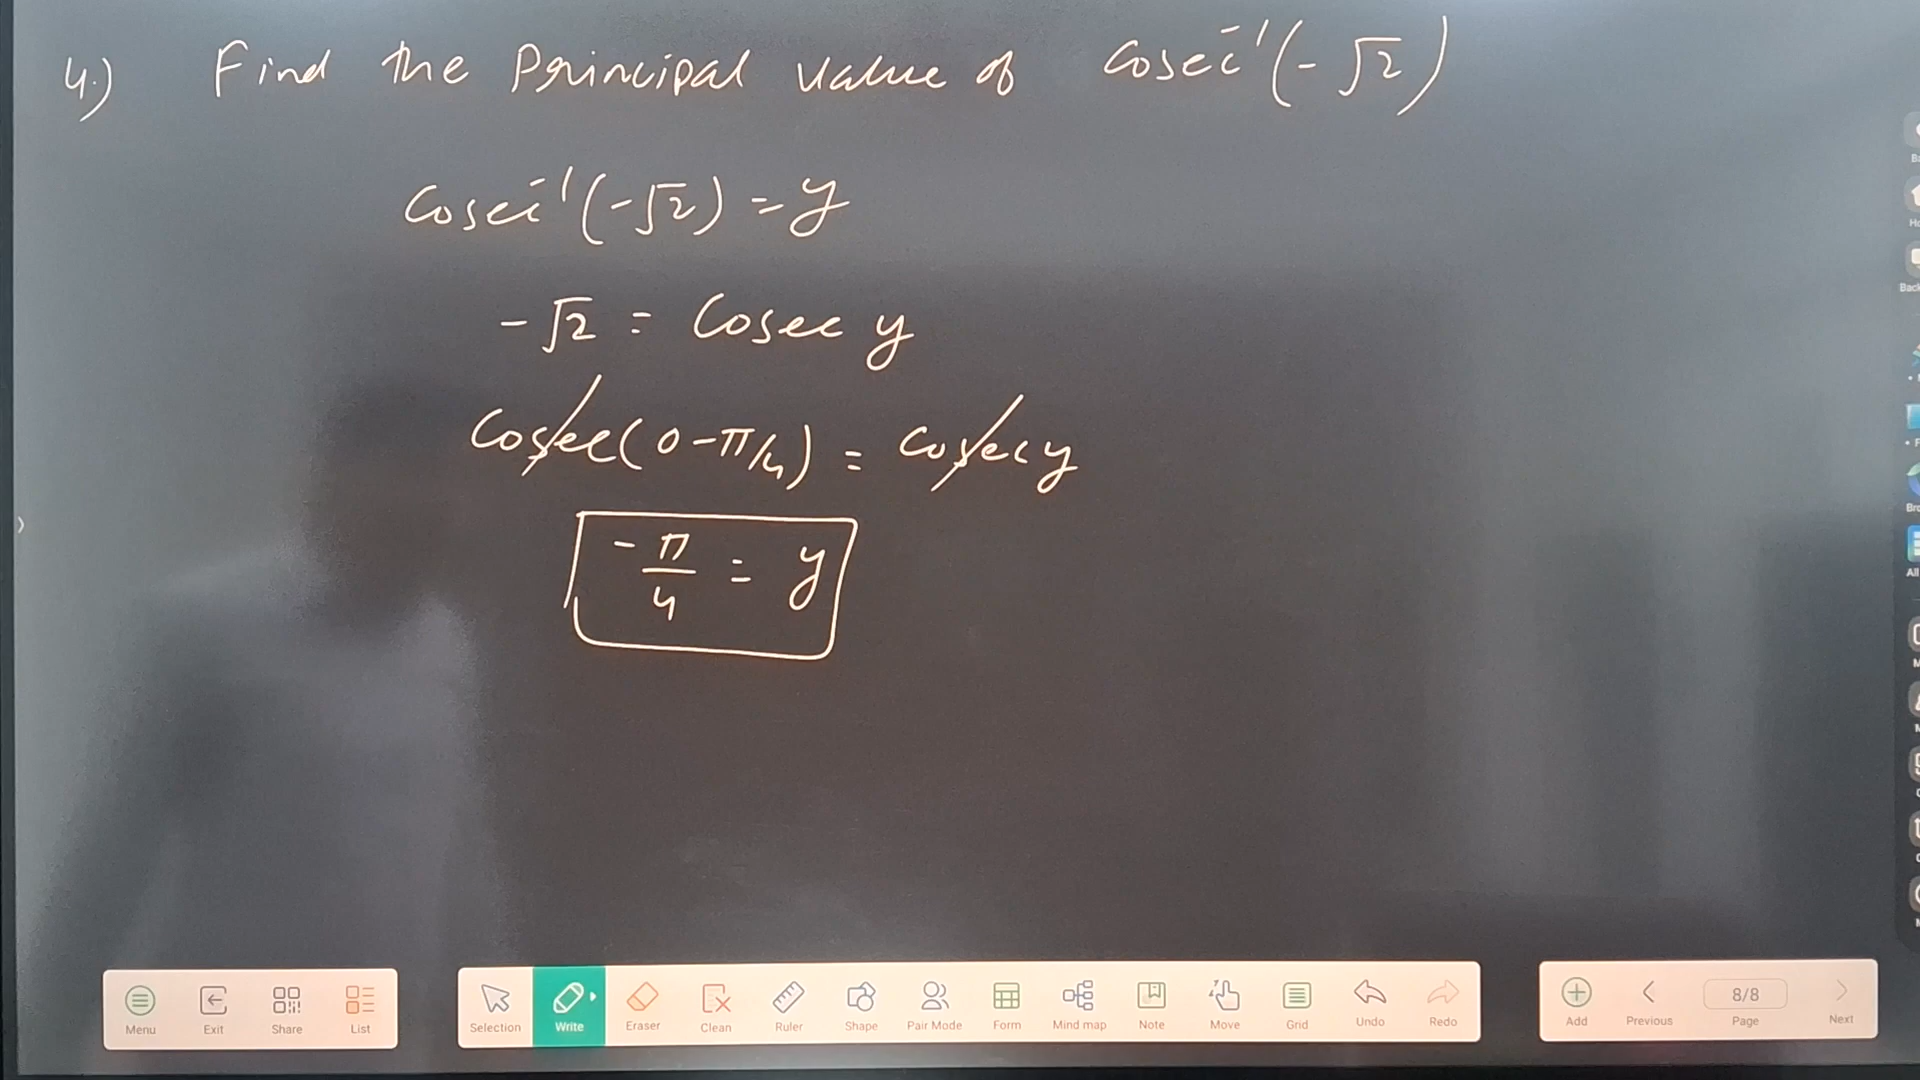 4.) Find the Principal value of Cosec⁻¹(-√2)
Cosec⁻¹(-√2) = y
-√2 = Cosec y
Cosec(0-π/4) = Cosec y
-π/4 = y
Menu Exit Share List Selection Write Eraser Clean Ruler Shape Pair Mode Form Mind map Note Move Grid Undo Redo Add Previous 8/8 Page Next